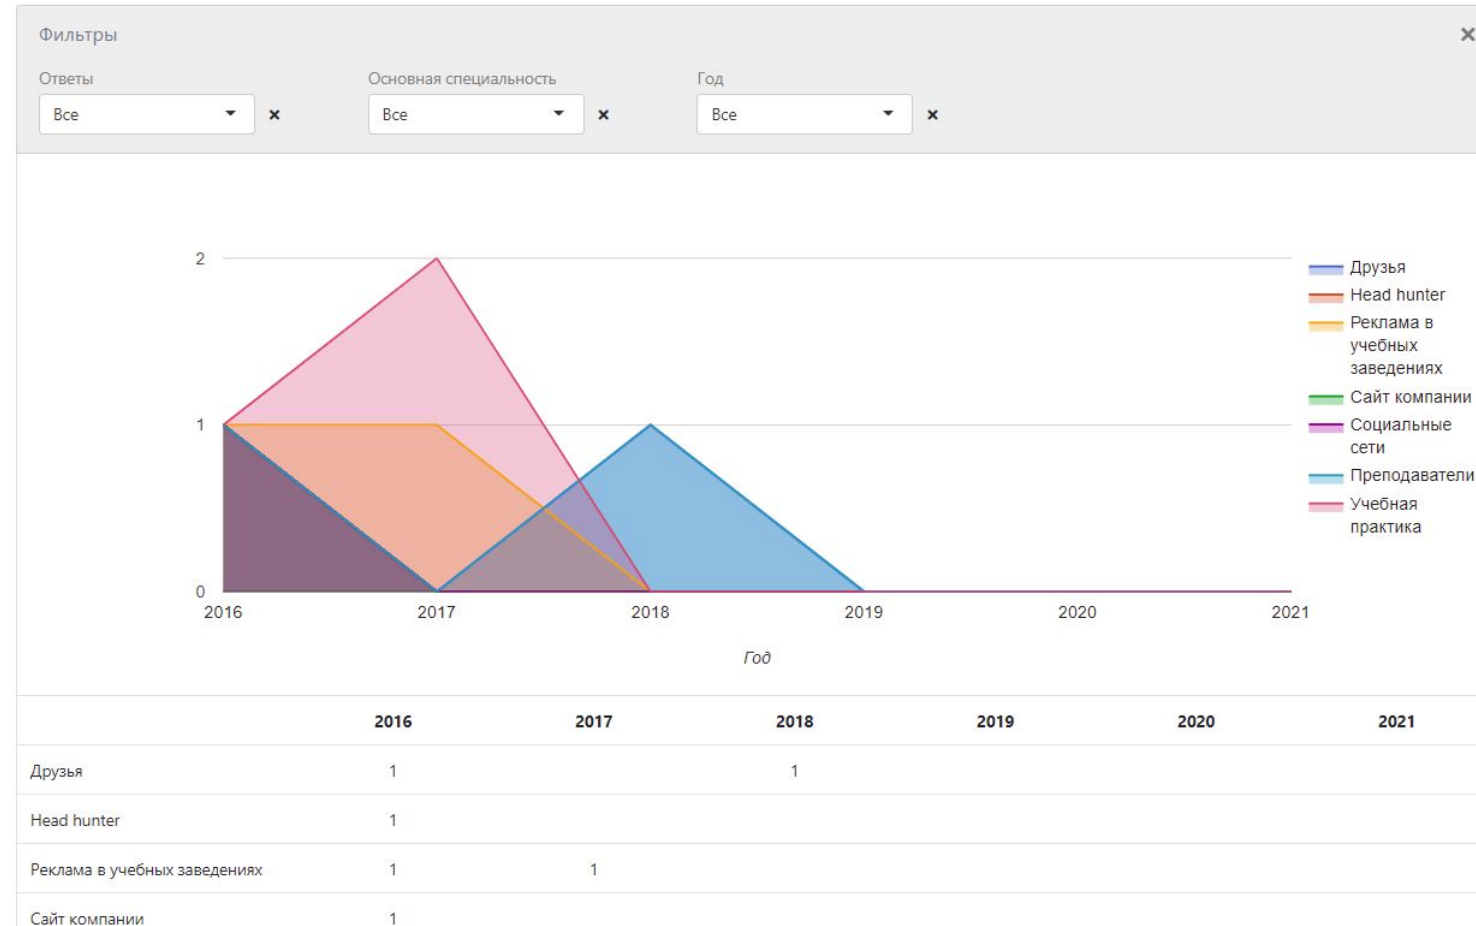 Фильтры
Ответы Основная специальность Год
Все Все Все
2
1
0
2016 2017 2018 2019 2020 2021
Год
Друзья
Head hunter
Реклама в
учебных
заведениях
Сайт компании
Социальные
сети
Преподаватели
Учебная
практика
2016 2017 2018 2019 2020 2021
Друзья 1 1
Head hunter 1
Реклама в учебных заведениях 1 1
Сайт компании 1